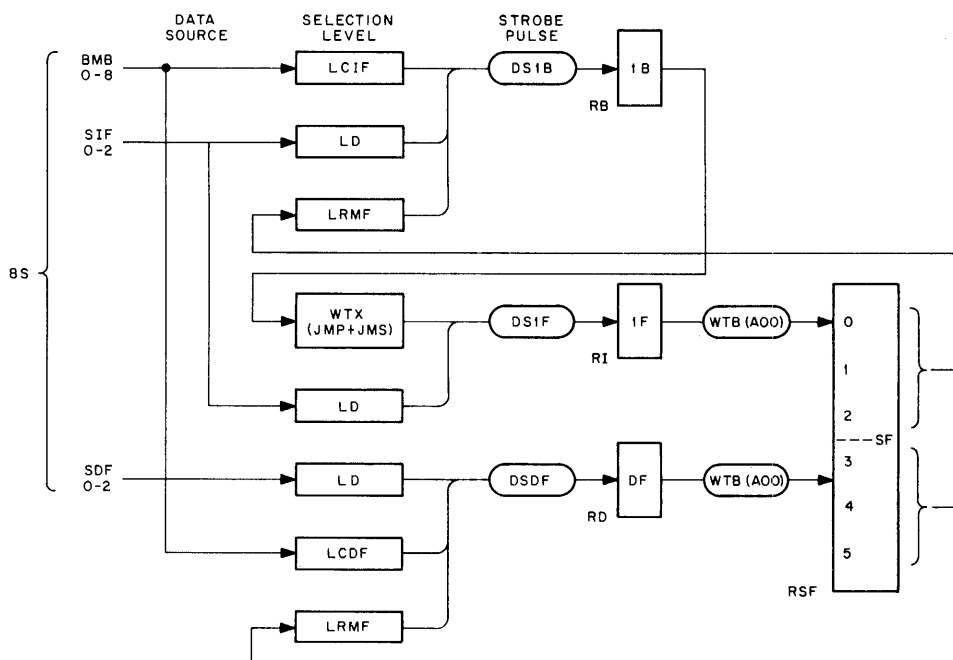 DATA SOURCE
SELECTION LEVEL
STROBE PULSE
BMB 0-8
LCIF
DS1B
1B
RB
SIF 0-2
LD
LRMF
8S
WTX (JMP+JMS)
DS1F
1F
RI
WTB (A00)
0
1
2
LD
SF
SDF 0-2
LD
DSDF
DF
RD
WTB (A00)
3
4
5
LCDF
RSF
LRMF